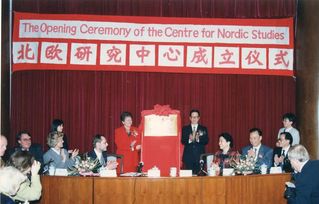 The Opening Ceremony of the Centre for Nordic Studies
北欧研究中心成立仪式